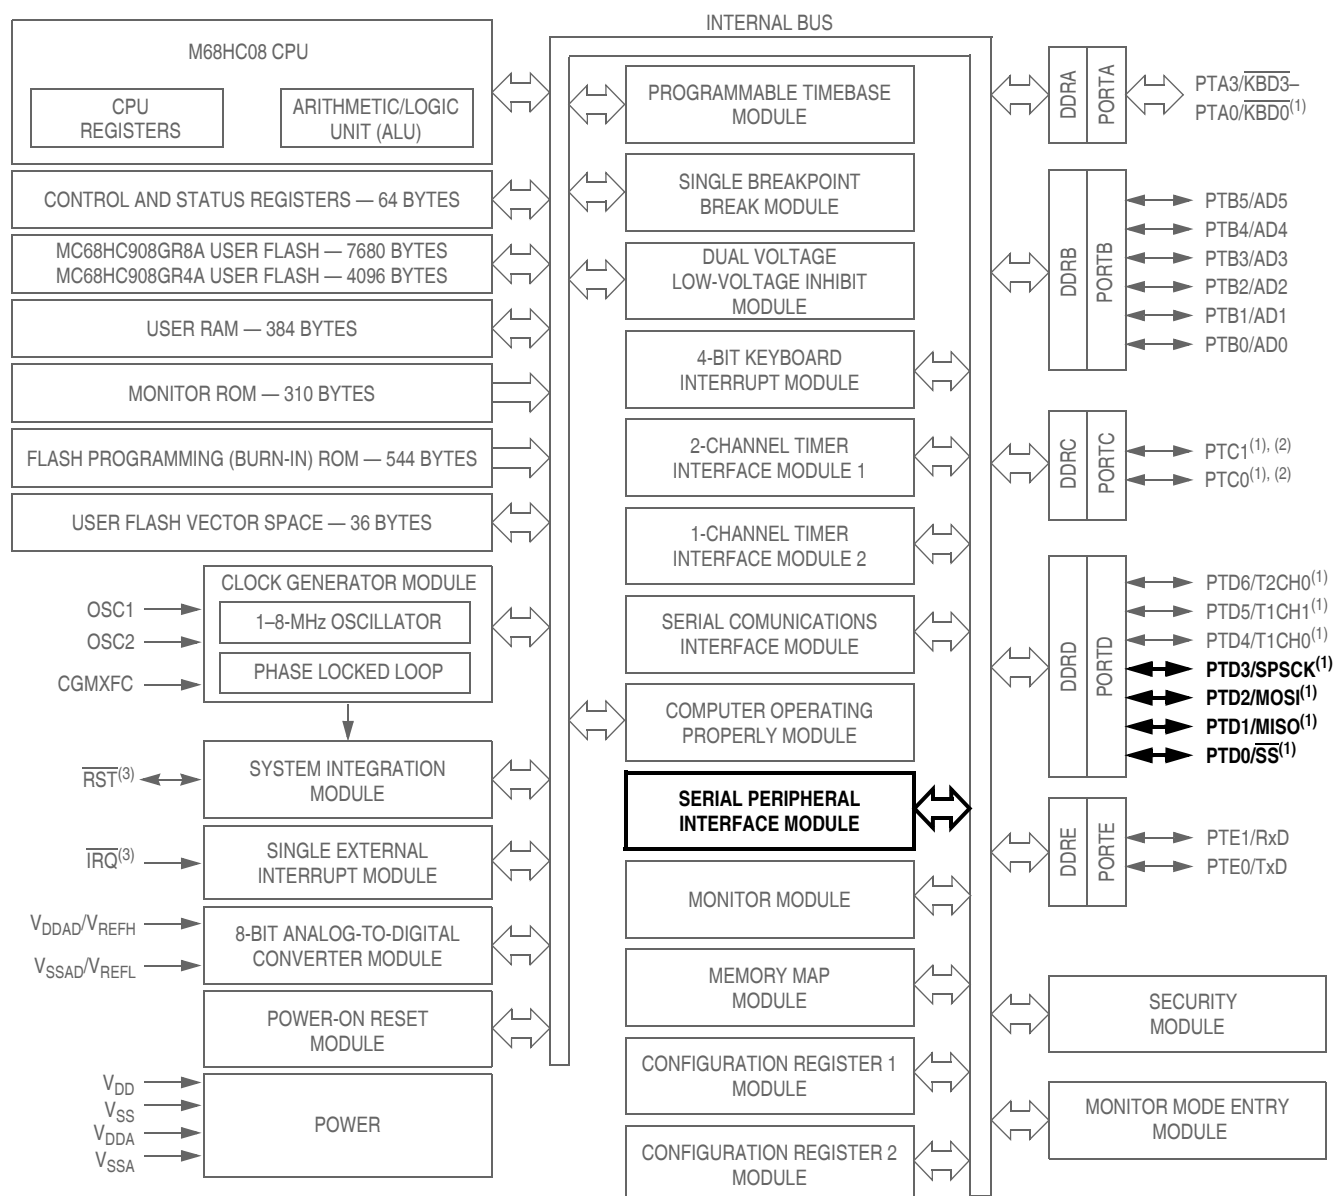 INTERNAL BUS
M68HC08 CPU
CPU
REGISTERS
ARITHMETIC/LOGIC
UNIT (ALU)
CONTROL AND STATUS REGISTERS — 64 BYTES
MC68HC908GR8A USER FLASH — 7680 BYTES
MC68HC908GR4A USER FLASH — 4096 BYTES
USER RAM — 384 BYTES
MONITOR ROM — 310 BYTES
FLASH PROGRAMMING (BURN-IN) ROM — 544 BYTES
USER FLASH VECTOR SPACE — 36 BYTES
CLOCK GENERATOR MODULE
1–8-MHz OSCILLATOR
PHASE LOCKED LOOP
OSC1
OSC2
CGMXFC
SYSTEM INTEGRATION
MODULE
RST(3)
SINGLE EXTERNAL
INTERRUPT MODULE
IRQ(3)
8-BIT ANALOG-TO-DIGITAL
CONVERTER MODULE
VDDAD/VREFH
VSSAD/VREFL
POWER-ON RESET
MODULE
POWER
VDD
VSS
VDDA
VSSA
PROGRAMMABLE TIMEBASE
MODULE
SINGLE BREAKPOINT
BREAK MODULE
DUAL VOLTAGE
LOW-VOLTAGE INHIBIT
MODULE
4-BIT KEYBOARD
INTERRUPT MODULE
2-CHANNEL TIMER
INTERFACE MODULE 1
1-CHANNEL TIMER
INTERFACE MODULE 2
SERIAL COMUNICATIONS
INTERFACE MODULE
COMPUTER OPERATING
PROPERLY MODULE
SERIAL PERIPHERAL
INTERFACE MODULE
MONITOR MODULE
MEMORY MAP
MODULE
CONFIGURATION REGISTER 1
MODULE
CONFIGURATION REGISTER 2
MODULE
DDRA
PORTA
PTA3/KBD3–
PTA0/KBD0(1)
DDRB
PORTB
PTB5/AD5
PTB4/AD4
PTB3/AD3
PTB2/AD2
PTB1/AD1
PTB0/AD0
DDRC
PORTC
PTC1(1), (2)
PTC0(1), (2)
DDRD
PORTD
PTD6/T2CH0(1)
PTD5/T1CH1(1)
PTD4/T1CH0(1)
PTD3/SPSCK(1)
PTD2/MOSI(1)
PTD1/MISO(1)
PTD0/SS(1)
DDRE
PORTE
PTE1/RxD
PTE0/TxD
SECURITY
MODULE
MONITOR MODE ENTRY
MODULE